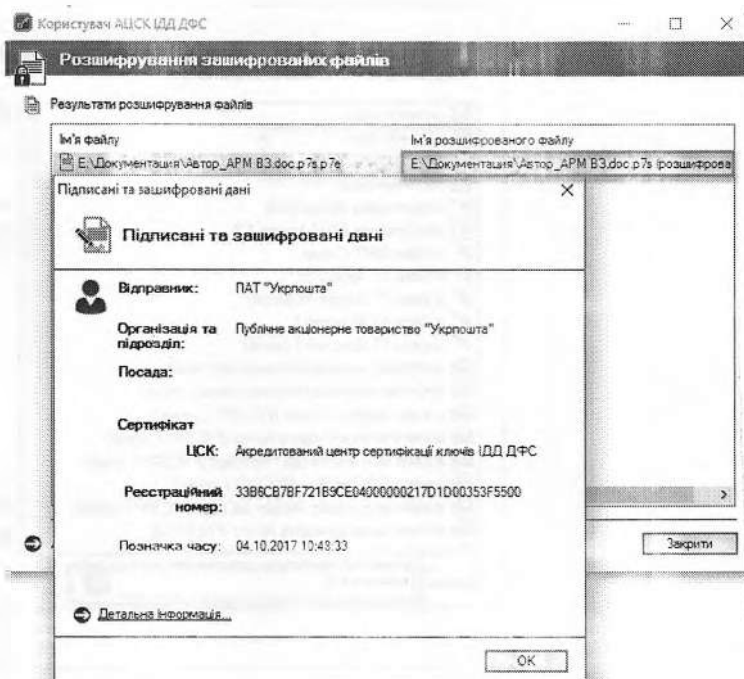 Користувач АЦСК ІДД ДФС
Розшифрування зашифрованих файлів
Результати розшифрування файлів
Ім'я файлу
Ім'я розшифрованого файлу
E:\Документация\Автор_АРМ ВЗ.doc.p7s.p7e
E:\Документация\Автор_АРМ ВЗ.doc.p7s (розшифрова
Підписані та зашифровані дані
Підписані та зашифровані дані
Відправник: ПАТ "Укрпошта"
Організація та підрозділ: Публічне акціонерне товариство "Укрпошта"
Посада:
Сертифікат
ЦСК: Акредитований центр сертифікації ключів ІДД ДФС
Реєстраційний номер: 33B6CB7BF721B9CE04000000217D1D00353F5500
Позначка часу: 04.10.2017 10:48:33
Детальна інформація...
Закрити
OK